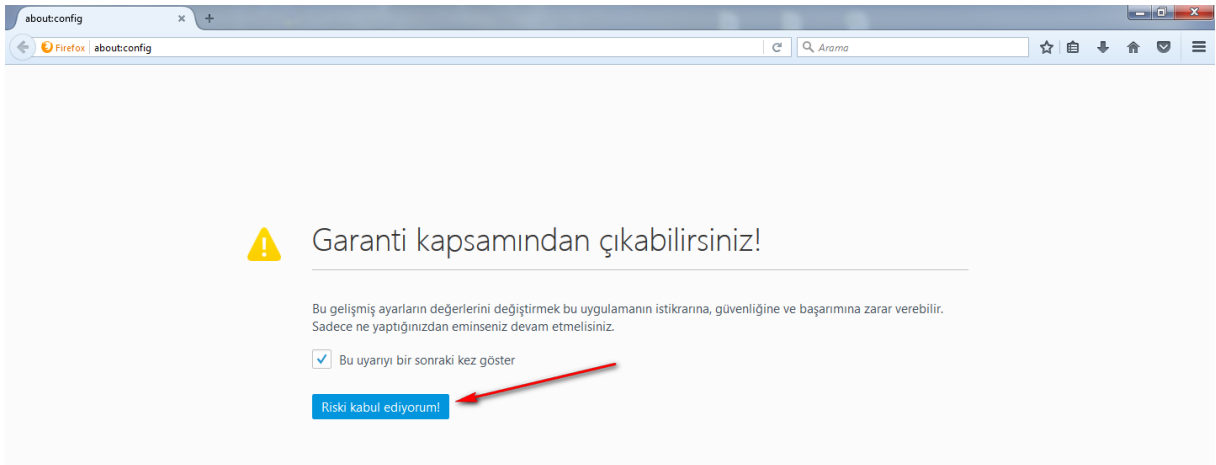 about:config
Firefox about:config
Arama
Garanti kapsamından çıkabilirsiniz!
Bu gelişmiş ayarların değerlerini değiştirmek bu uygulamanın istikrarına, güvenliğine ve başarımına zarar verebilir.
Sadece ne yaptığınızdan eminseniz devam etmelisiniz.
Bu uyarıyı bir sonraki kez göster
Riski kabul ediyorum!